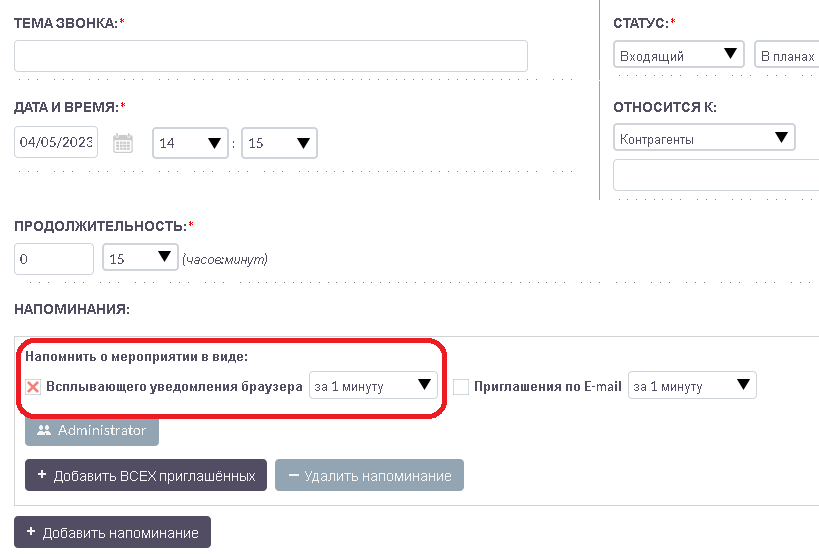 ТЕМА ЗВОНКА:*
СТАТУС:*
Входящий
В планах
ДАТА И ВРЕМЯ:*
04/05/2023
14
:
15
ОТНОСИТСЯ К:
Контрагенты
ПРОДОЛЖИТЕЛЬНОСТЬ:*
0
15
(часов:минут)
НАПОМИНАНИЯ:
Напомнить о мероприятии в виде:
Всплывающего уведомления браузера
за 1 минуту
Приглашения по E-mail
за 1 минуту
Administrator
+ Добавить ВСЕХ приглашённых
− Удалить напоминание
+ Добавить напоминание